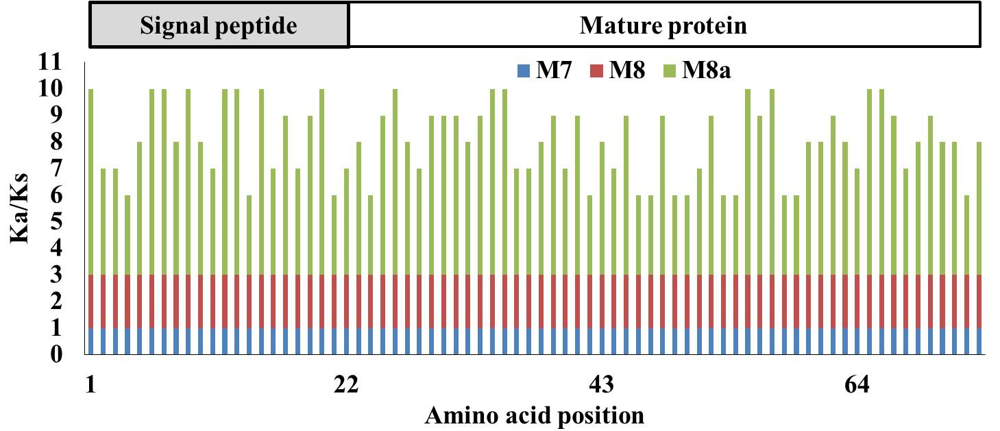 Signal peptide Mature protein
M7 M8 M8a
11
10
9
8
7
6
5
4
3
2
1
0
Ka/Ks
1 22 43 64
Amino acid position